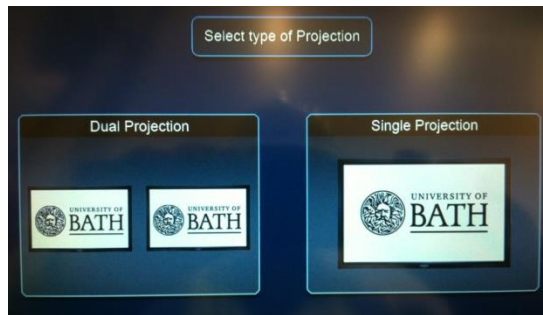 Select type of Projection
Dual Projection
UNIVERSITY OF
BATH
UNIVERSITY OF
BATH
Single Projection
UNIVERSITY OF
BATH